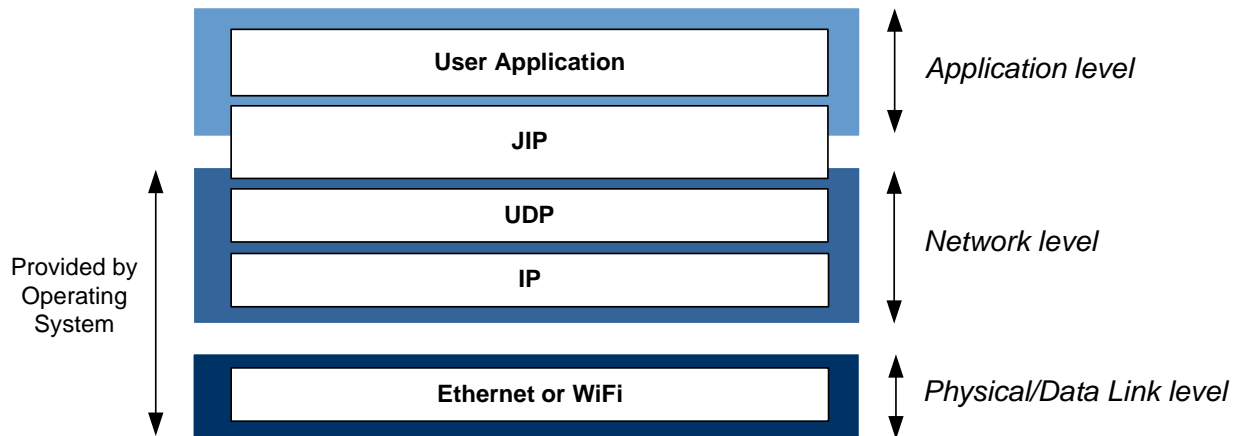 User Application
Application level
JIP
UDP
Network level
Provided by
Operating
System
IP
Ethernet or WiFi
Physical/Data Link level